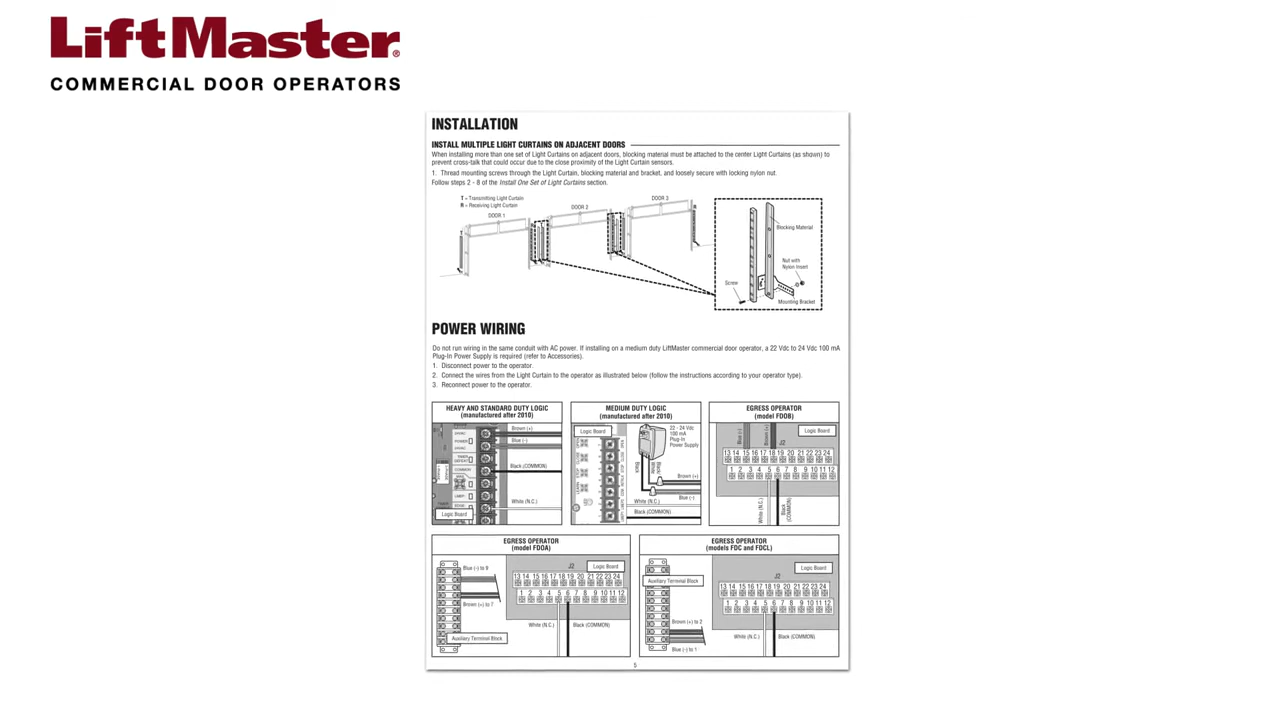 LiftMaster®
COMMERCIAL DOOR OPERATORS
INSTALLATION
INSTALL MULTIPLE LIGHT CURTAINS ON ADJACENT DOORS
When installing more than one set of Light Curtains on adjacent doors, blocking material must be attached to the center Light Curtains (as shown) to
prevent cross-talk that could occur due to the close proximity of the Light Curtain sensors.
1. Thread mounting screws through the Light Curtain, blocking material and bracket, and loosely secure with locking nylon nut.
Follow steps 2 - 8 of the Install One Set of Light Curtains section.
T = Transmitting Light Curtain
R = Receiving Light Curtain
DOOR 1
DOOR 2
DOOR 3
T
R
Blocking Material
Nut with
Nylon Insert
Screw
Mounting Bracket
POWER WIRING
Do not run wiring in the same conduit with AC power. If installing on a medium duty LiftMaster commercial door operator, a 22 Vdc to 24 Vdc 100 mA
Plug-In Power Supply is required (refer to Accessories).
1. Disconnect power to the operator.
2. Connect the wires from the Light Curtain to the operator as illustrated below (follow the instructions according to your operator type).
3. Reconnect power to the operator.
HEAVY AND STANDARD DUTY LOGIC
(manufactured after 2010)
Brown (+)
Blue (-)
Black (COMMON)
White (N.C.)
Logic Board
24VAC
POWER
24VAC
TIMER
DEFEAT
COMMON
MEDIUM DUTY LOGIC
(manufactured after 2010)
Logic Board
22 - 24 Vdc
100 mA
Plug-In
Power Supply
Black
White
Black
Brown (+)
Blue (-)
White (N.C.)
Black (COMMON)
EGRESS OPERATOR
(model FDOB)
Blue (-)
Brown (+)
Logic Board
J2
13 14 15 16 17 18 19 20 21 22 23 24
1 2 3 4 5 6 7 8 9 10 11 12
White (N.C.)
Black
(COMMON)
EGRESS OPERATOR
(model FDOA)
Blue (-) to 9
Brown (+) to 7
Auxiliary Terminal Block
J2
Logic Board
13 14 15 16 17 18 19 20 21 22 23 24
1 2 3 4 5 6 7 8 9 10 11 12
White (N.C.)
Black (COMMON)
EGRESS OPERATOR
(models FDC and FDCL)
Auxiliary Terminal Block
Brown (+) to 2
Blue (-) to 1
Logic Board
J2
13 14 15 16 17 18 19 20 21 22 23 24
1 2 3 4 5 6 7 8 9 10 11 12
White (N.C.)
Black (COMMON)
5